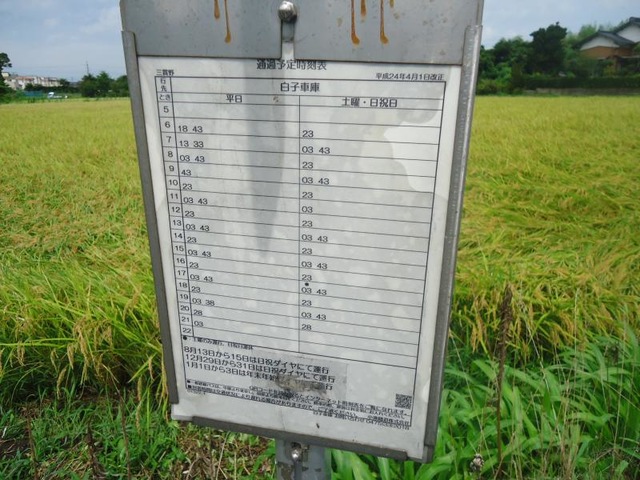 通過予定時刻表
三貫野 平成24年4月1日改正
行先 白子車庫
とき 平日 土曜・日祝日
5
6 18 43 23
7 13 33 03 43
8 03 43 23
9 43 03 43
10 23 23
11 03 43 03
12 23 23
13 03 43 03 43
14 23 23
15 03 43 03 43
16 23 23
17 03 43 ● 03 43
18 23 23
19 03 38 03 43
20 28 28
21 03
22
8月13日から15日は日祝ダイヤにて運行
12月29日から31日は日祝ダイヤにて運行
1月1日から3日は年末年始 にて運行